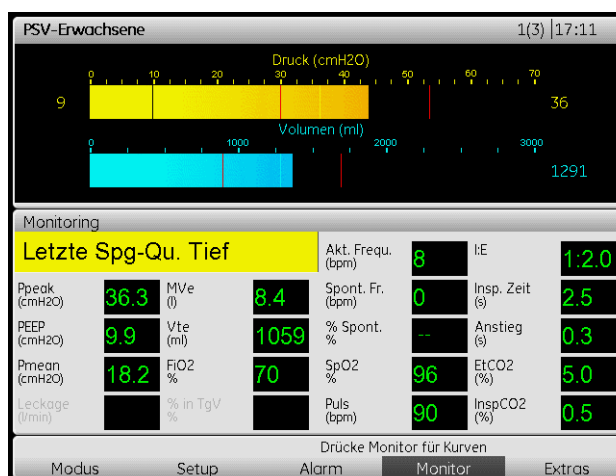 PSV-Erwachsene 1(3) 17:11
Druck (cmH2O)
0 10 20 30 40 50 60 70
9 36
Volumen (ml)
0 1000 2000 3000
1291
Monitoring
Letzte Spg-Qu. Tief
Akt. Frequ. (bpm) 8 I:E 1:2.0
Ppeak (cmH2O) 36.3 MVe (l) 8.4 Spont. Fr. (bpm) 0 Insp. Zeit (s) 2.5
PEEP (cmH2O) 9.9 Vte (ml) 1059 % Spont. % -- Anstieg (s) 0.3
Pmean (cmH2O) 18.2 FiO2 % 70 SpO2 % 96 EtCO2 (%) 5.0
Leckage (l/min) % in TgV % Puls (bpm) 90 InspCO2 (%) 0.5
Drücke Monitor für Kurven
Modus Setup Alarm Monitor Extras